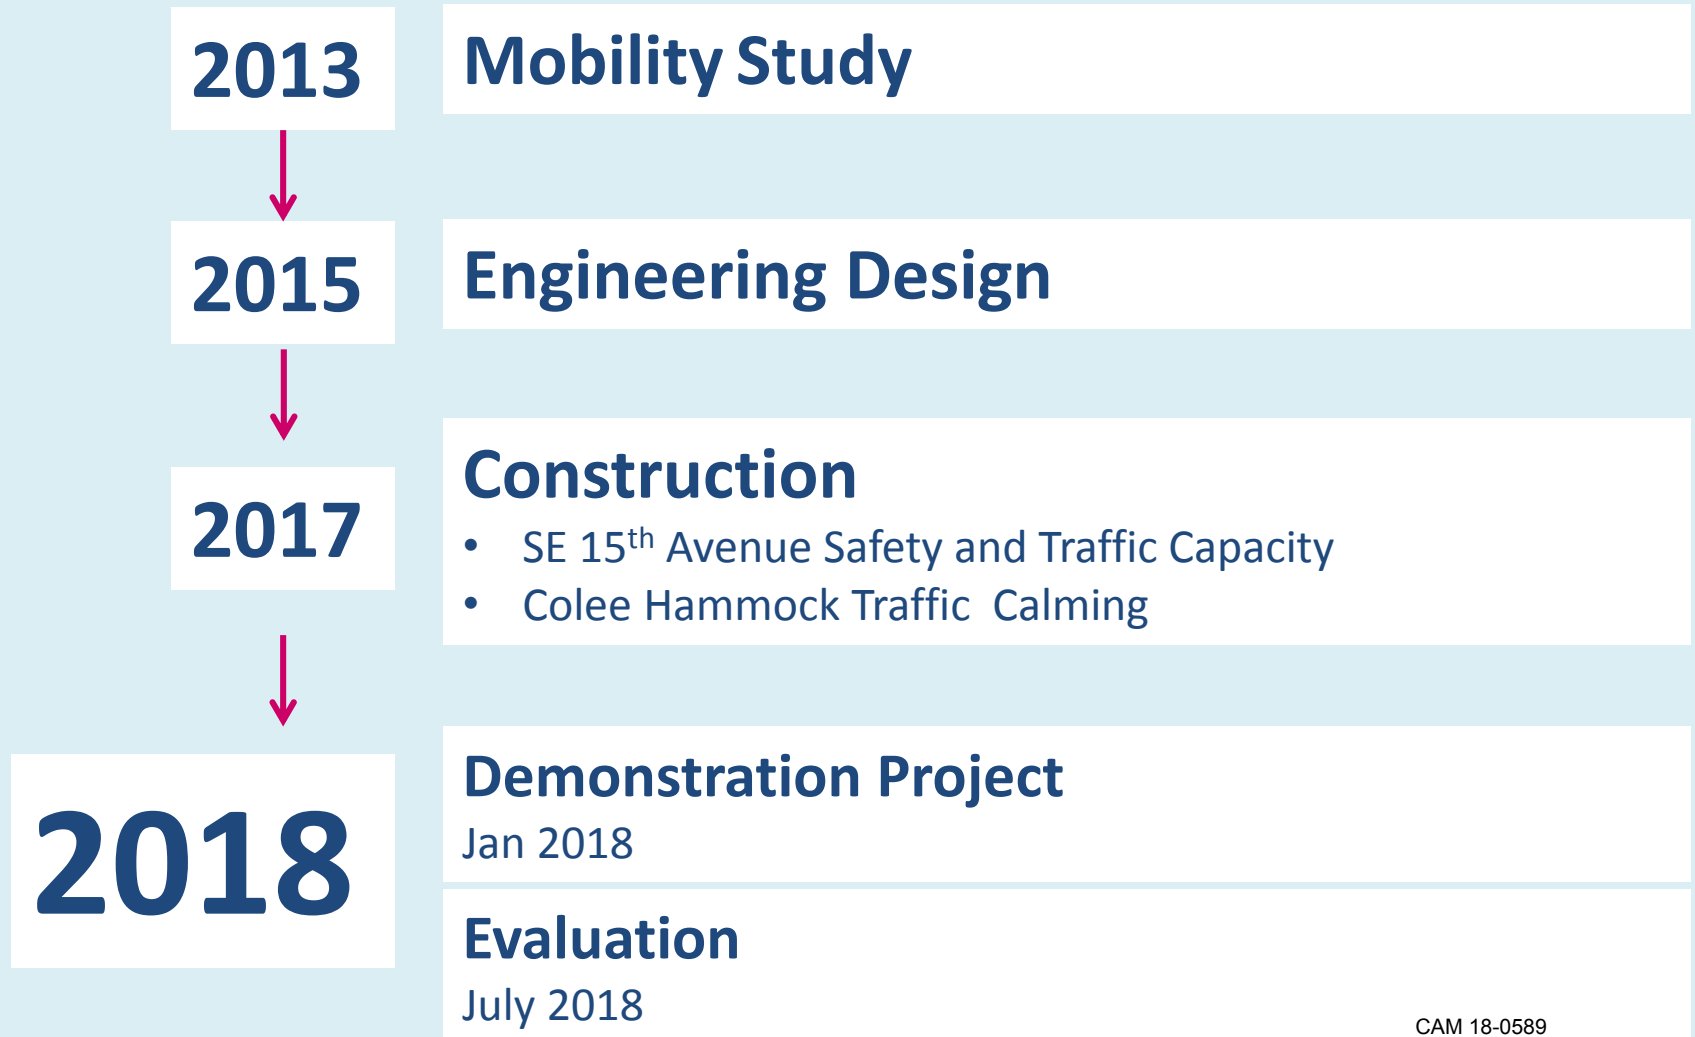 2013
Mobility Study
2015
Engineering Design
2017
Construction
• SE 15th Avenue Safety and Traffic Capacity
• Colee Hammock Traffic Calming
2018
Demonstration Project
Jan 2018
Evaluation
July 2018
CAM 18-0589